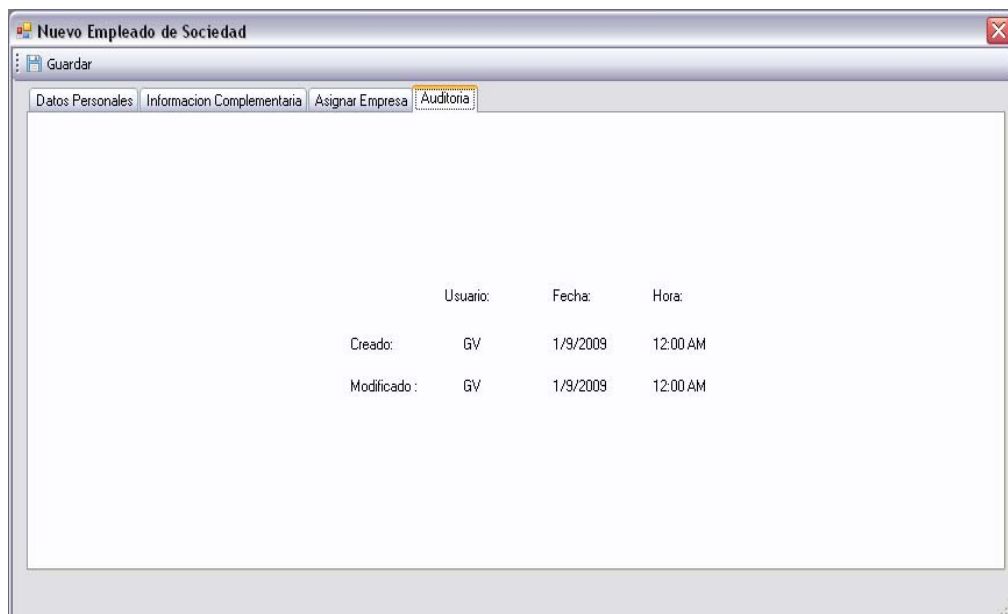 Nuevo Empleado de Sociedad
Guardar
Datos Personales Informacion Complementaria Asignar Empresa Auditoria
Usuario: Fecha: Hora:
Creado: GV 1/9/2009 12:00 AM
Modificado : GV 1/9/2009 12:00 AM